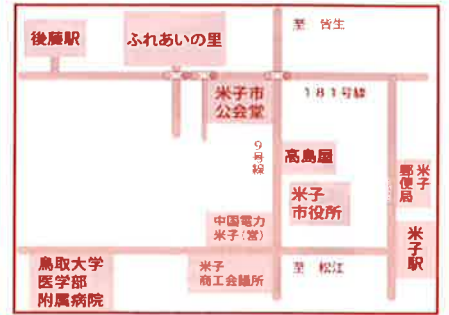 至 皆生
後藤駅
ふれあいの里
181号線
米子市
公会堂
9号線
高島屋
米子
郵便局
米子
市役所
中国電力
米子(営)
米子駅
鳥取大学
医学部
附属病院
米子
商工会議所
至 松江